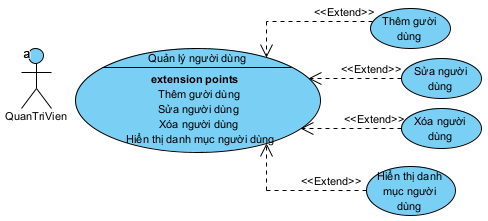 <<Extend>>
Thêm gười
dùng
a
Quản lý người dùng
<<Extend>>
Sửa người
dùng
extension points
Thêm gười dùng
Sửa người dùng
Xóa người dùng
Hiển thị danh mục người dùng
QuanTriVien
<<Extend>>
Xóa người
dùng
<<Extend>>
Hiển thị danh
mục người
dùng